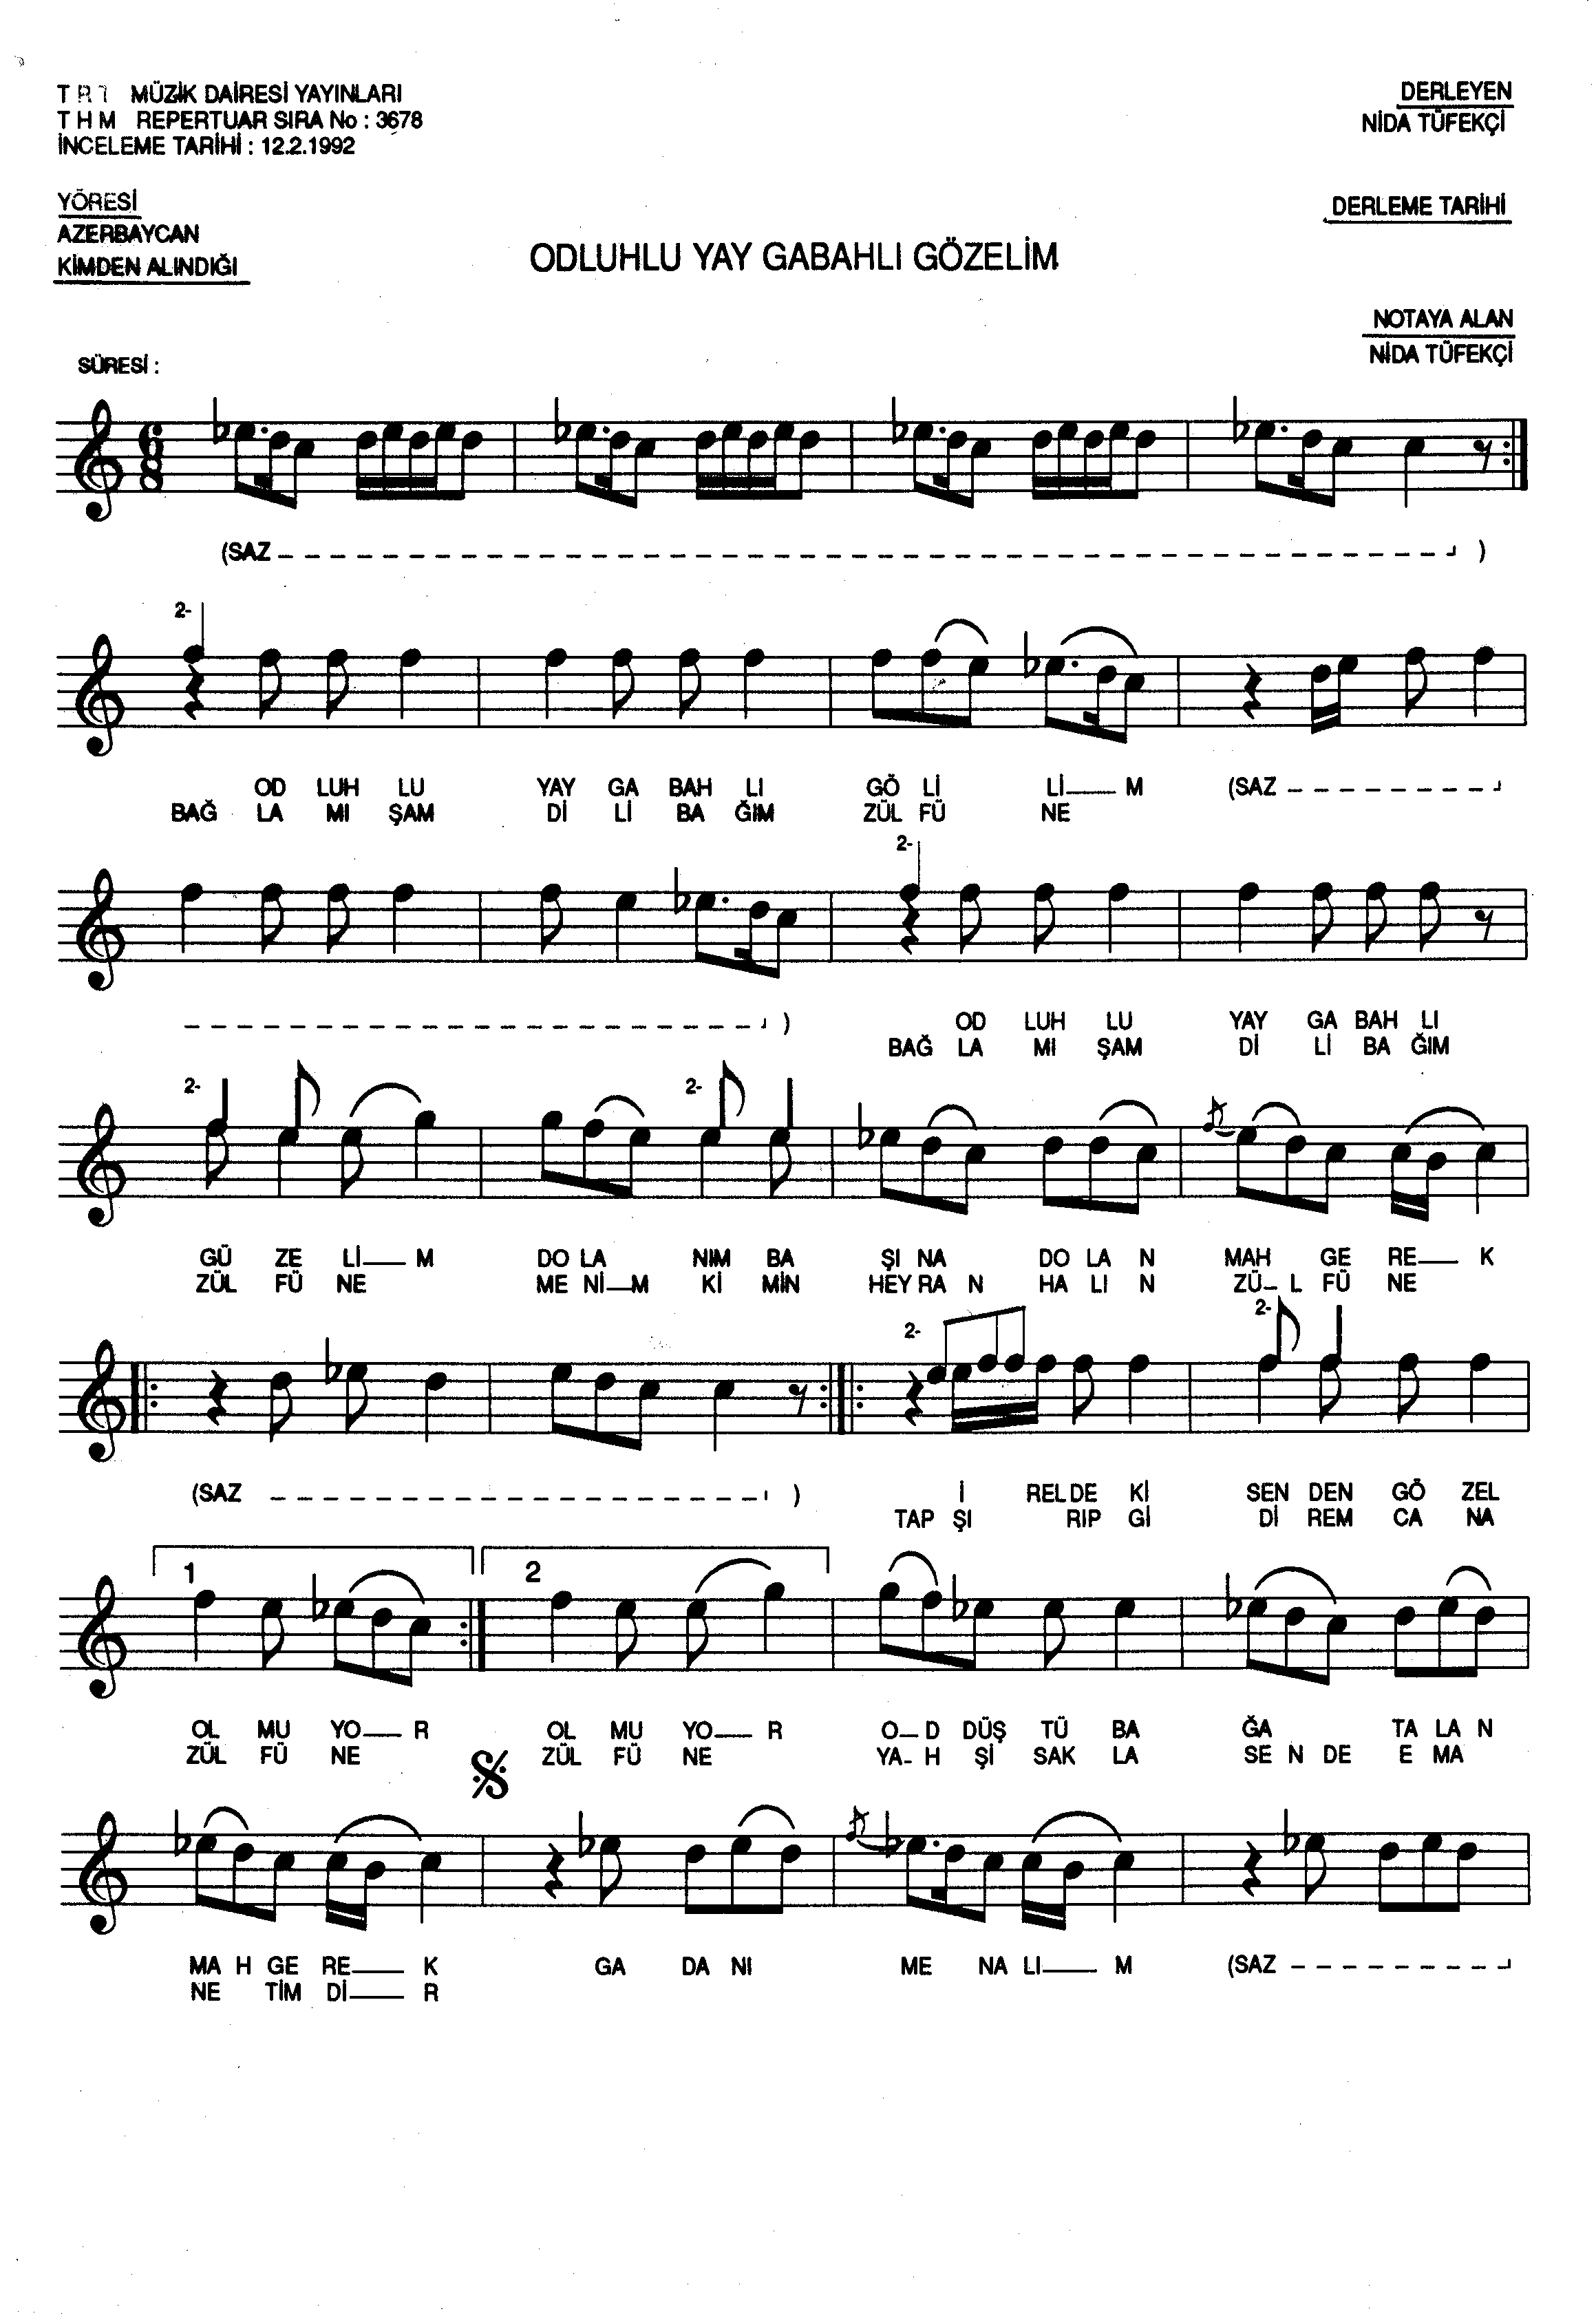 T R T MÜZİK DAİRESİ YAYINLARI
T H M REPERTUAR SIRA No : 3678
İNCELEME TARİHİ : 12.2.1992
DERLEYEN
NİDA TÜFEKÇİ
YÖRESİ
AZERBAYCAN
KİMDEN ALINDIĞI
DERLEME TARİHİ
ODLUHLU YAY GABAHLI GÖZELİM
NOTAYA ALAN
NİDA TÜFEKÇİ
SÜRESİ :
(SAZ )
2-
OD LUH LU YAY GA BAH LI GÖ Lİ Lİ M (SAZ
BAĞ LA MI ŞAM Dİ Lİ BA ĞIM ZÜL FÜ NE
2-
) OD LUH LU YAY GA BAH LI
BAĞ LA MI ŞAM Dİ Lİ BA ĞIM
2- 2-
GÜ ZE Lİ M DO LA NIM BA ŞI NA DO LA N MAH GE RE K
ZÜL FÜ NE ME Nİ M Kİ MİN HEY RA N HA LI N ZÜ L FÜ NE
2- 2-
(SAZ ) İ REL DE Kİ SEN DEN GÖ ZEL
TAP ŞI RIP Gİ Dİ REM CA NA
1 2
OL MU YO R OL MU YO R O D DÜŞ TÜ BA ĞA TA LA N
ZÜL FÜ NE ZÜL FÜ NE YA H Şİ SAK LA SE N DE E MA
MA H GE RE K GA DA NI ME NA LI M (SAZ
NE TİM Dİ R